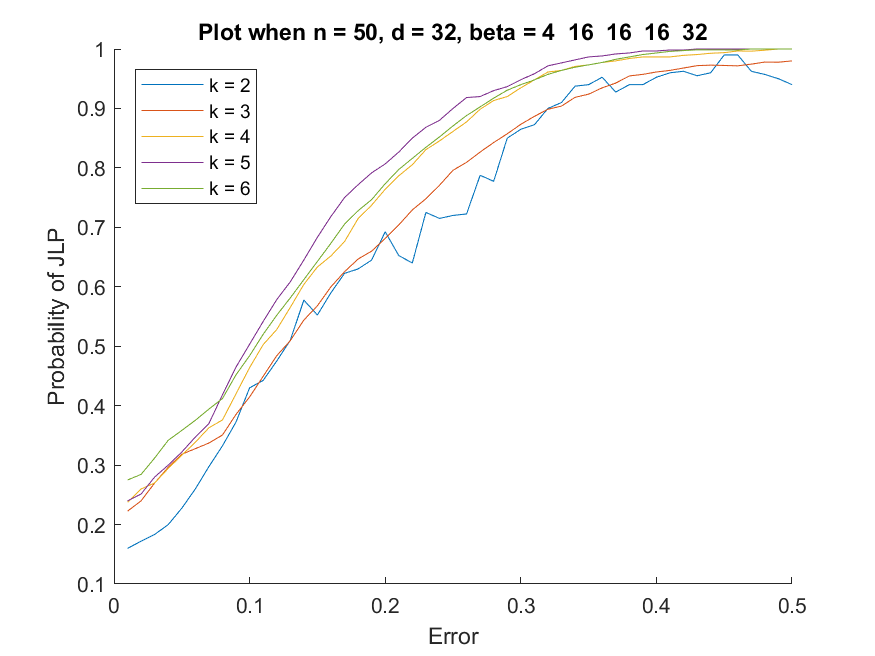 Plot when n = 50, d = 32, beta = 4  16  16  16  32
1
0.9
0.8
0.7
0.6
0.5
0.4
0.3
0.2
0.1
Probability of JLP
k = 2
k = 3
k = 4
k = 5
k = 6
0 0.1 0.2 0.3 0.4 0.5
Error